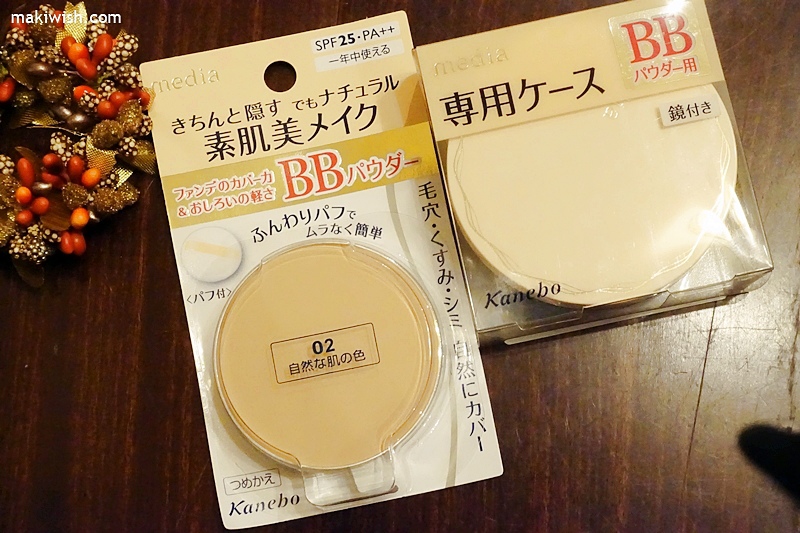 makiwish.com
media
SPF25・PA++
一年中使える
きちんと隠す でもナチュラル
素肌美メイク
ファンデのカバー力
&おしろいの軽さ
BBパウダー
ふんわりパフで
ムラなく簡単
<パフ付>
毛穴・くすみ・シミ 自然にカバー
02
自然な肌の色
つめかえ
Kanebo
media
BB
パウダー用
専用ケース
鏡付き
Kanebo